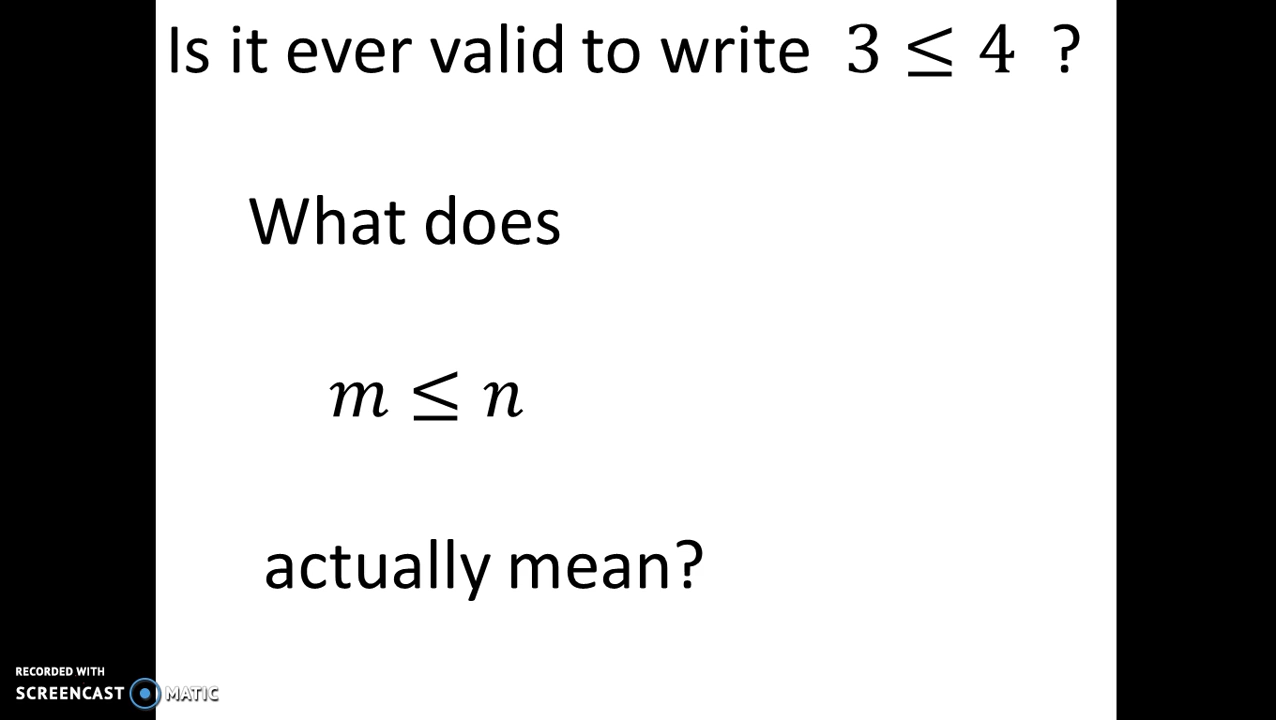 Is it ever valid to write 3 ≤ 4 ?
What does
m ≤ n
actually mean?
RECORDED WITH
SCREENCAST MATIC